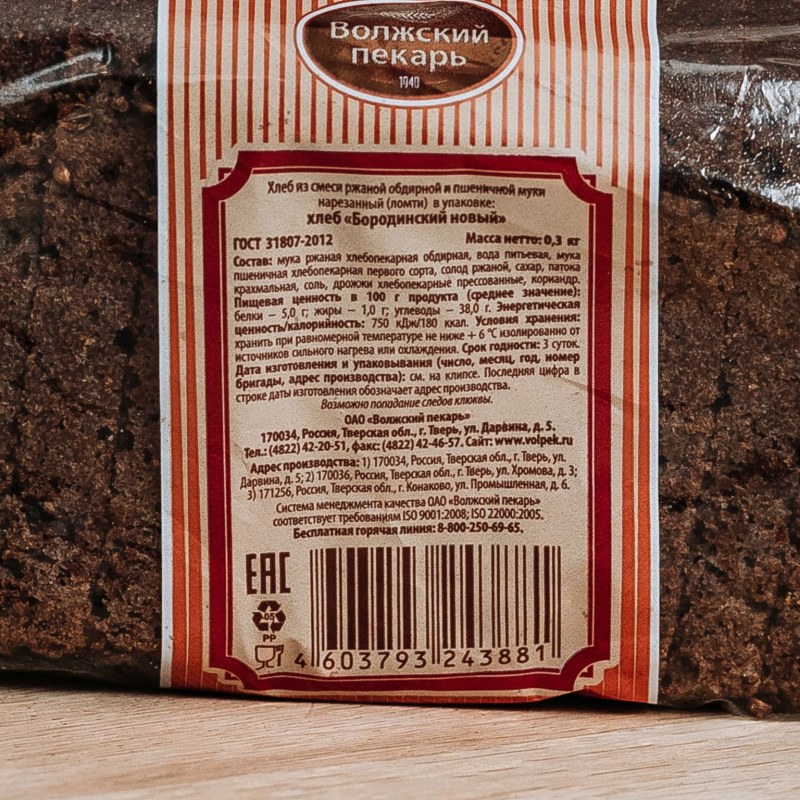 Волжский
пекарь
1940
Хлеб из смеси ржаной обдирной и пшеничной муки
нарезанный (ломти) в упаковке:
хлеб «Бородинский новый»
ГОСТ 31807-2012 Масса нетто: 0,3 кг
Состав: мука ржаная хлебопекарная обдирная, вода питьевая, мука
пшеничная хлебопекарная первого сорта, солод ржаной, сахар, патока
крахмальная, соль, дрожжи хлебопекарные прессованные, кориандр.
Пищевая ценность в 100 г продукта (среднее значение):
белки – 5,0 г; жиры – 1,0 г; углеводы – 38,0 г. Энергетическая
ценность/калорийность: 750 кДж/180 ккал. Условия хранения:
хранить при равномерной температуре не ниже + 6 °С изолированно от
источников сильного нагрева или охлаждения. Срок годности: 3 суток.
Дата изготовления и упаковывания (число, месяц, год, номер
бригады, адрес производства): см. на клипсе. Последняя цифра в
строке даты изготовления обозначает адрес производства.
Возможно попадание следов клюквы.
ОАО «Волжский пекарь»
170034, Россия, Тверская обл., г. Тверь, ул. Дарвина, д. 5.
Тел.: (4822) 42-20-51, факс: (4822) 42-46-57. Сайт: www.volpek.ru
Адрес производства: 1) 170034, Россия, Тверская обл., г. Тверь, ул.
Дарвина, д. 5; 2) 170036, Россия, Тверская обл., г. Тверь, ул. Хромова, д. 3;
3) 171256, Россия, Тверская обл., г. Конаково, ул. Промышленная, д. 6.
Система менеджмента качества ОАО «Волжский пекарь»
соответствует требованиям ISO 9001:2008; ISO 22000:2005.
Бесплатная горячая линия: 8-800-250-69-65.
EAC
05
PP
4 603793 243881